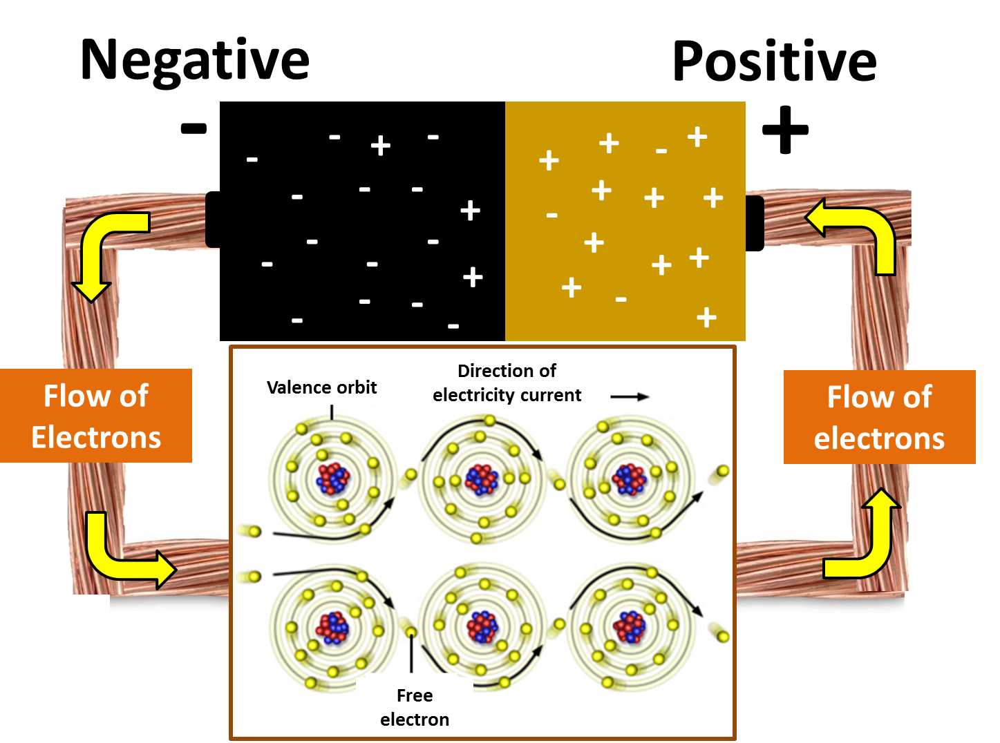 Negative
Positive
-
+
Valence orbit
Direction of
electricity current
Flow of
Electrons
Flow of
electrons
Free
electron